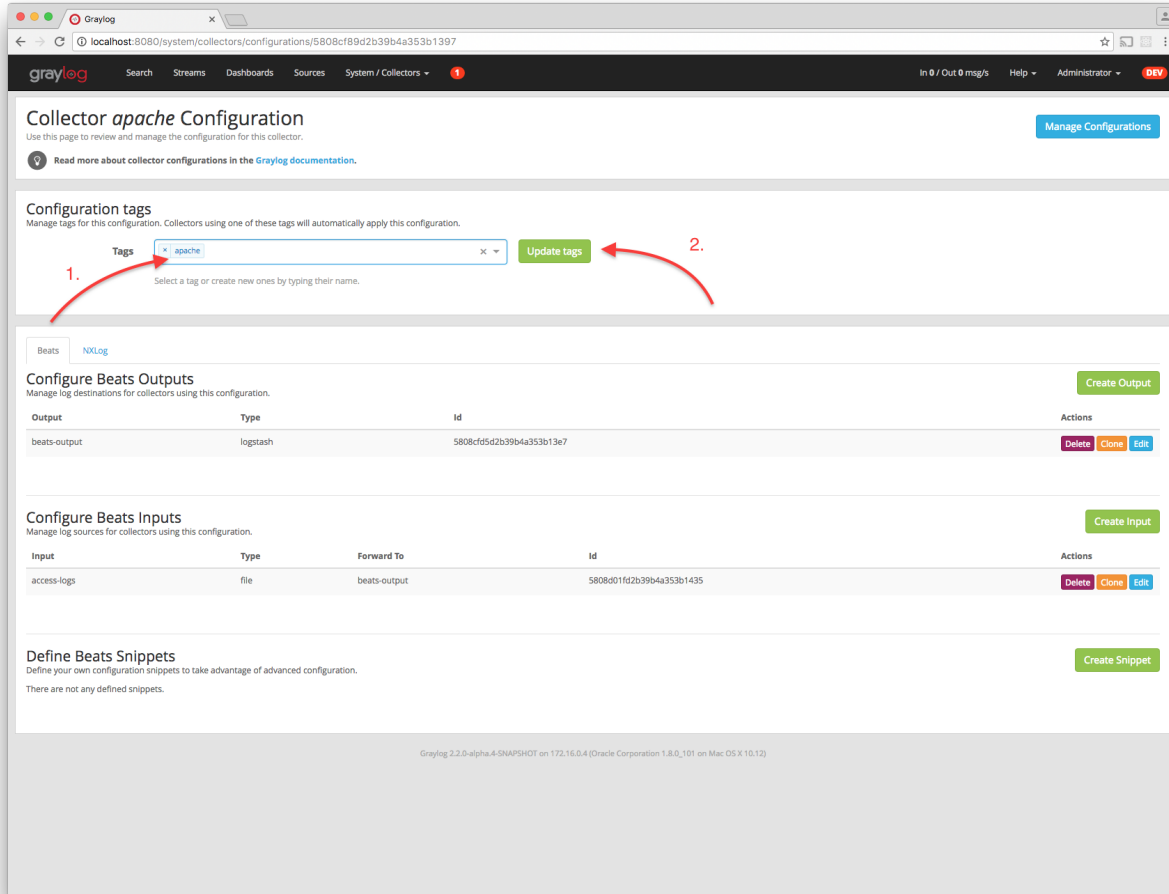 Graylog
localhost:8080/system/collectors/configurations/5808cf89d2b39b4a353b1397
graylog Search Streams Dashboards Sources System / Collectors 1 In 0 / Out 0 msg/s Help Administrator DEV
Collector apache Configuration
Manage Configurations
Use this page to review and manage the configuration for this collector.
Read more about collector configurations in the Graylog documentation.
Configuration tags
Manage tags for this configuration. Collectors using one of these tags will automatically apply this configuration.
Tags × apache × Update tags 2.
1.
Select a tag or create new ones by typing their name.
Beats NXLog
Configure Beats Outputs
Create Output
Manage log destinations for collectors using this configuration.
Output Type Id Actions
beats-output logstash 5808cfd5d2b39b4a353b13e7 Delete Clone Edit
Configure Beats Inputs
Create Input
Manage log sources for collectors using this configuration.
Input Type Forward To Id Actions
access-logs file beats-output 5808d01fd2b39b4a353b1435 Delete Clone Edit
Define Beats Snippets
Create Snippet
Define your own configuration snippets to take advantage of advanced configuration.
There are not any defined snippets.
Graylog 2.2.0-alpha.4-SNAPSHOT on 172.16.0.4 (Oracle Corporation 1.8.0_101 on Mac OS X 10.12)